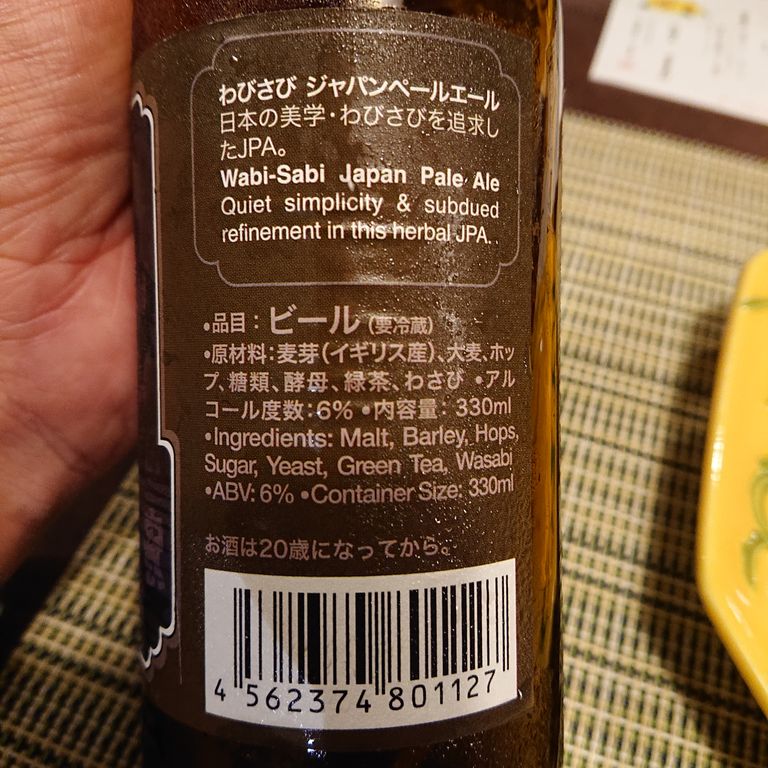 わびさび ジャパンペールエール
日本の美学・わびさびを追求し
たJPA。
Wabi-Sabi Japan Pale Ale
Quiet simplicity & subdued
refinement in this herbal JPA.
•品目：ビール（要冷蔵）
•原材料：麦芽（イギリス産）、大麦、ホッ
プ、糖類、酵母、緑茶、わさび •アル
コール度数：6% •内容量：330ml
•Ingredients: Malt, Barley, Hops,
Sugar, Yeast, Green Tea, Wasabi
•ABV: 6% •Container Size: 330ml
お酒は20歳になってから。
4 562374 801127